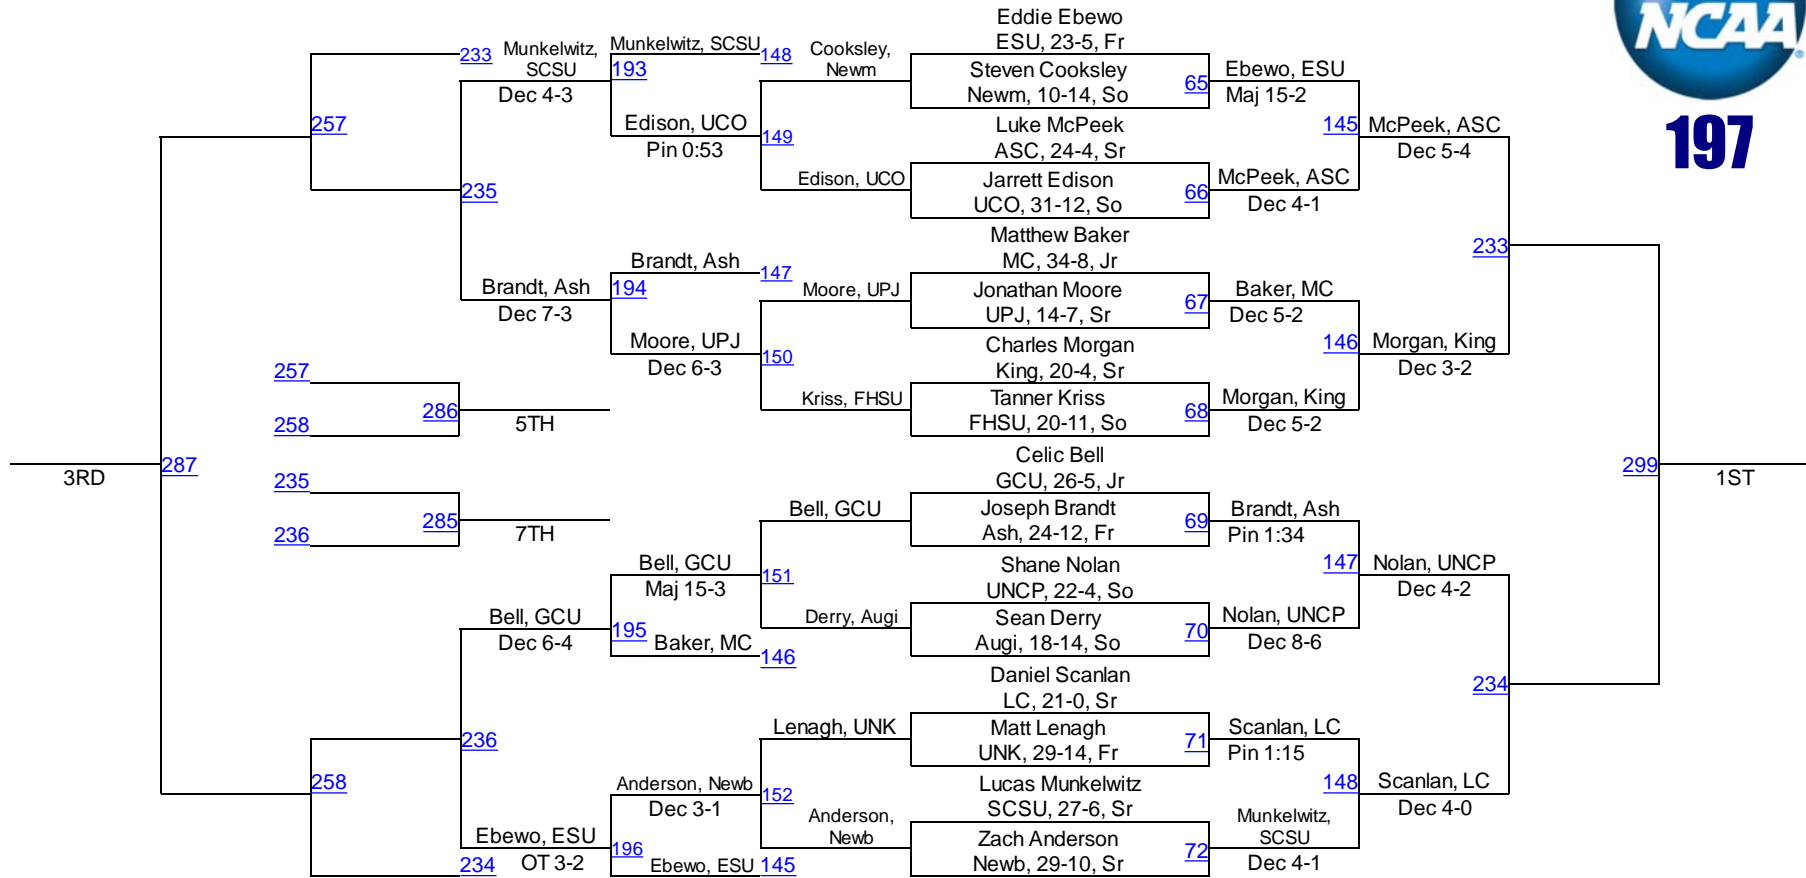 NCAA
197
Eddie Ebewo
ESU, 23-5, Fr
Steven Cooksley
Newm, 10-14, So
65
Luke McPeek
ASC, 24-4, Sr
Jarrett Edison
UCO, 31-12, So
66
Matthew Baker
MC, 34-8, Jr
Jonathan Moore
UPJ, 14-7, Sr
67
Charles Morgan
King, 20-4, Sr
Tanner Kriss
FHSU, 20-11, So
68
Celic Bell
GCU, 26-5, Jr
Joseph Brandt
Ash, 24-12, Fr
69
Shane Nolan
UNCP, 22-4, So
Sean Derry
Augi, 18-14, So
70
Daniel Scanlan
LC, 21-0, Sr
Matt Lenagh
UNK, 29-14, Fr
71
Lucas Munkelwitz
SCSU, 27-6, Sr
Zach Anderson
Newb, 29-10, Sr
72
Ebewo, ESU
Maj 15-2
145
McPeek, ASC
Dec 4-1
Baker, MC
Dec 5-2
146
Morgan, King
Dec 5-2
Brandt, Ash
Pin 1:34
147
Nolan, UNCP
Dec 8-6
Scanlan, LC
Pin 1:15
148
Munkelwitz,
SCSU
Dec 4-1
McPeek, ASC
Dec 5-4
233
Morgan, King
Dec 3-2
Nolan, UNCP
Dec 4-2
234
Scanlan, LC
Dec 4-0
299
1ST
Cooksley,
Newm
149
Edison, UCO
Moore, UPJ
150
Kriss, FHSU
Bell, GCU
151
Derry, Augi
Lenagh, UNK
152
Anderson,
Newb
Munkelwitz, SCSU
148
193
Edison, UCO
Pin 0:53
Brandt, Ash
147
194
Moore, UPJ
Dec 6-3
Bell, GCU
Maj 15-3
195
Baker, MC
146
Anderson, Newb
Dec 3-1
196
Ebewo, ESU
145
233
Munkelwitz,
SCSU
Dec 4-3
235
Brandt, Ash
Dec 7-3
Bell, GCU
Dec 6-4
236
Ebewo, ESU
OT 3-2
234
257
258
287
3RD
257
286
258
5TH
235
285
236
7TH